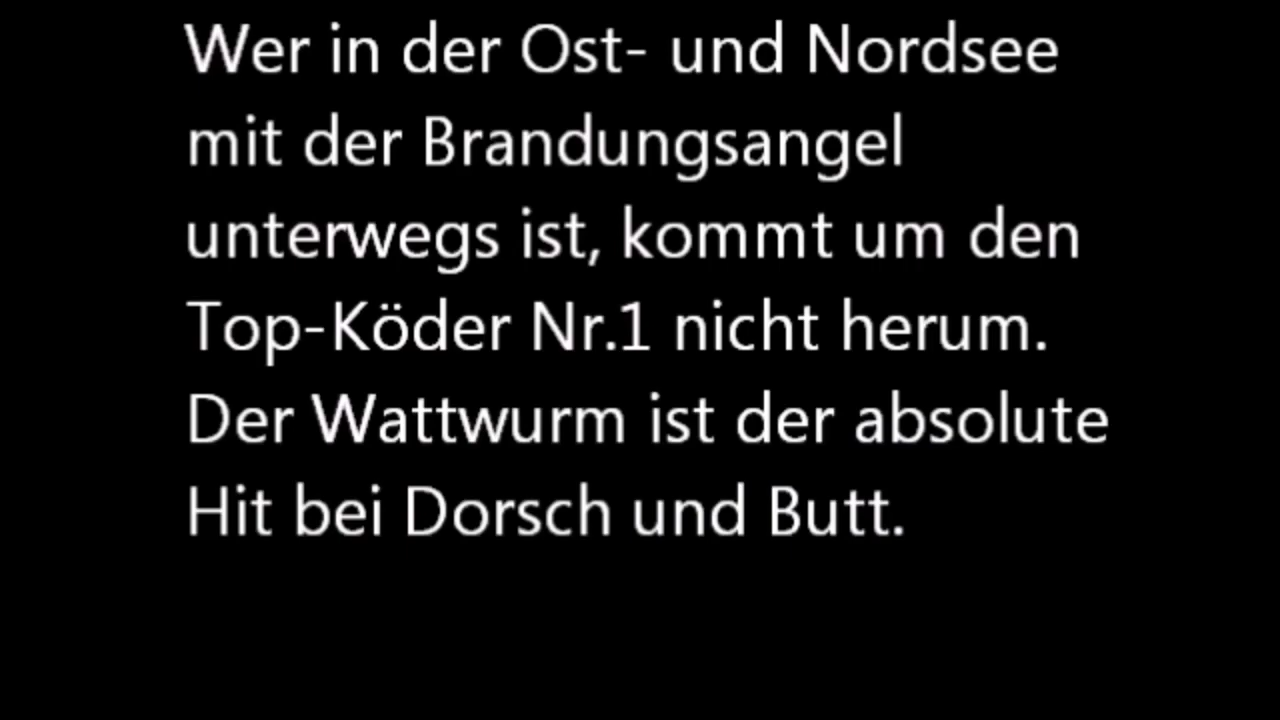 Wer in der Ost- und Nordsee
mit der Brandungsangel
unterwegs ist, kommt um den
Top-Köder Nr.1 nicht herum.
Der Wattwurm ist der absolute
Hit bei Dorsch und Butt.